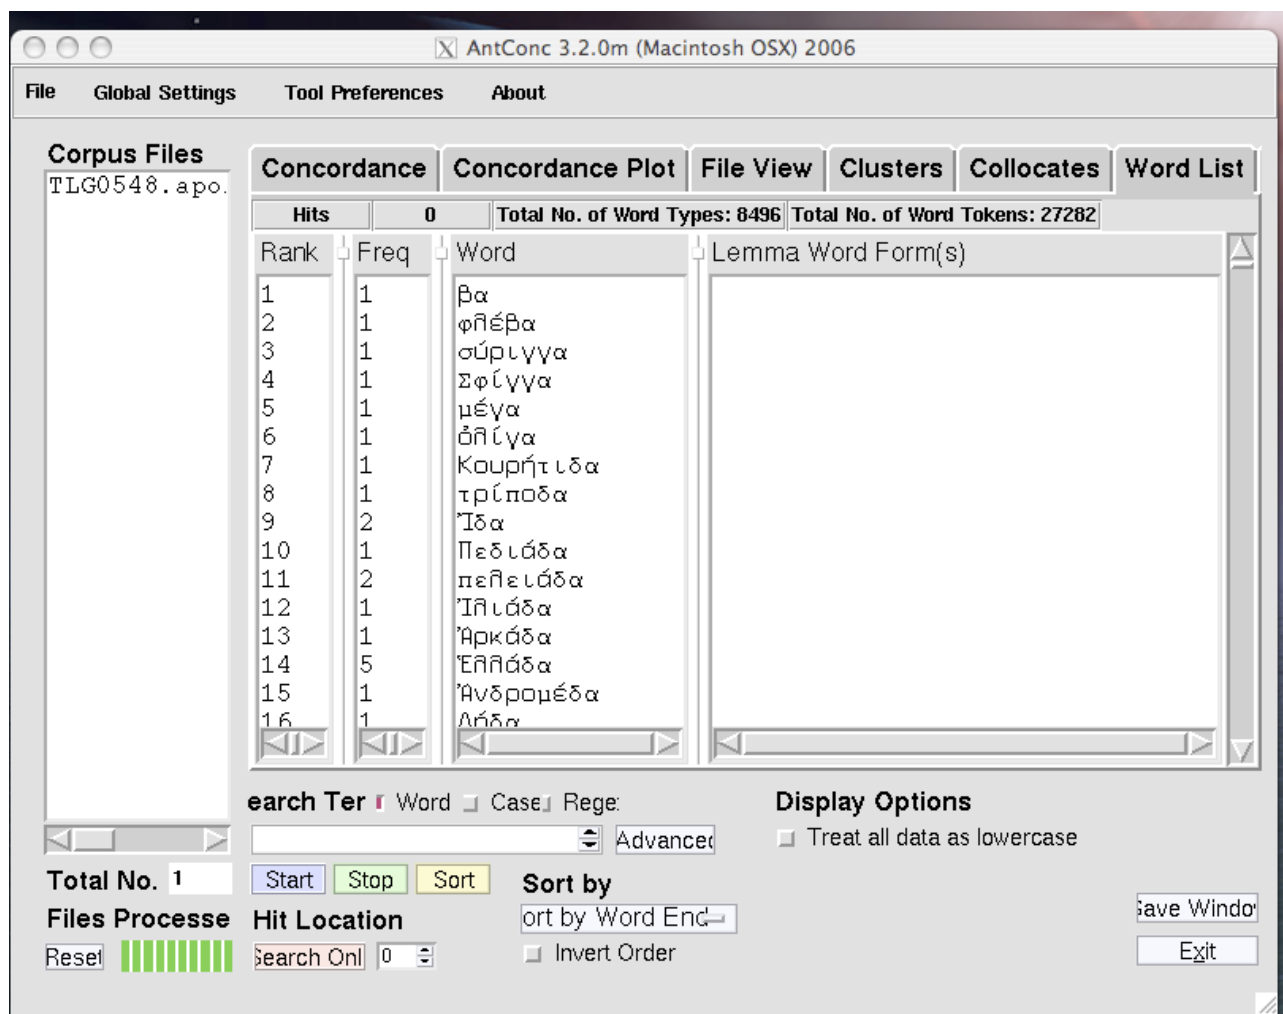 AntConc 3.2.0m (Macintosh OSX) 2006
File Global Settings Tool Preferences About
Corpus Files
TLG0548.apo.
Concordance Concordance Plot File View Clusters Collocates Word List
Hits 0 Total No. of Word Types: 8496 Total No. of Word Tokens: 27282
Rank Freq Word Lemma Word Form(s)
1 1 βα
2 1 φλέβα
3 1 σύριγγα
4 1 Σφίγγα
5 1 μέγα
6 1 ὀλίγα
7 1 Κουρήτιδα
8 1 τρίποδα
9 2 Ἴδα
10 1 Πεδιάδα
11 2 πελειάδα
12 1 Ἰλιάδα
13 1 Ἀρκάδα
14 5 Ἑλλάδα
15 1 Ἀνδρομέδα
16 1 Λήδα
earch Ter Word Case Rege
Display Options
Advanced
Treat all data as lowercase
Total No. 1
Start Stop Sort
Sort by
Files Processe
Hit Location
ort by Word End
Save Windo
Reset
Search Onl 0
Invert Order
Exit